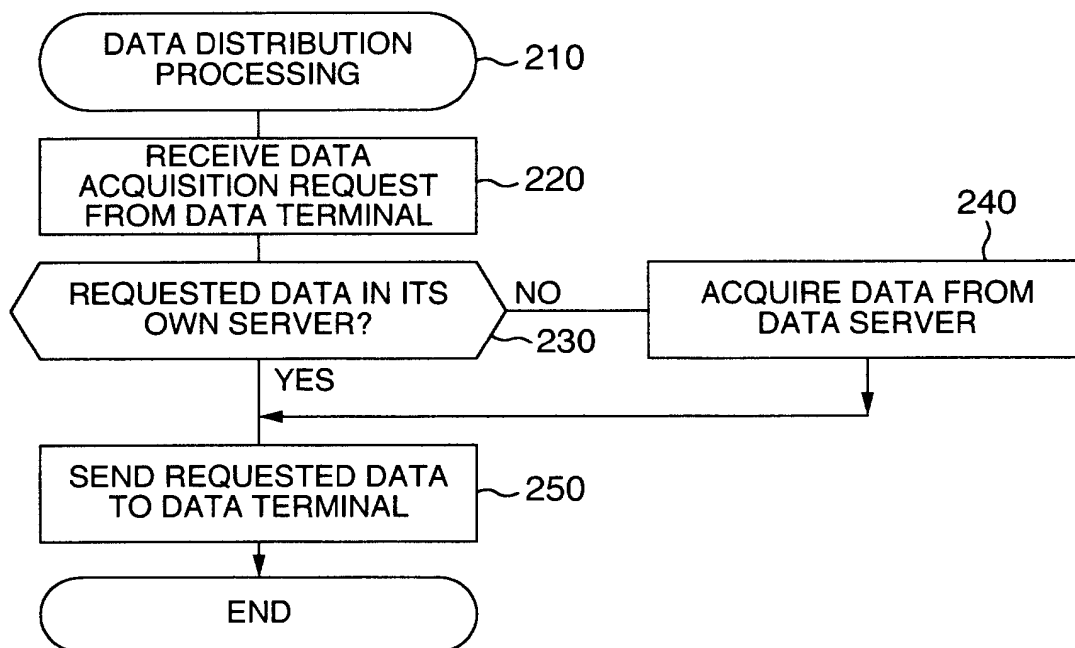 DATA DISTRIBUTION
PROCESSING
210
RECEIVE DATA
ACQUISITION REQUEST
FROM DATA TERMINAL
220
REQUESTED DATA IN ITS
OWN SERVER?
230
NO
240
ACQUIRE DATA FROM
DATA SERVER
YES
SEND REQUESTED DATA
TO DATA TERMINAL
250
END